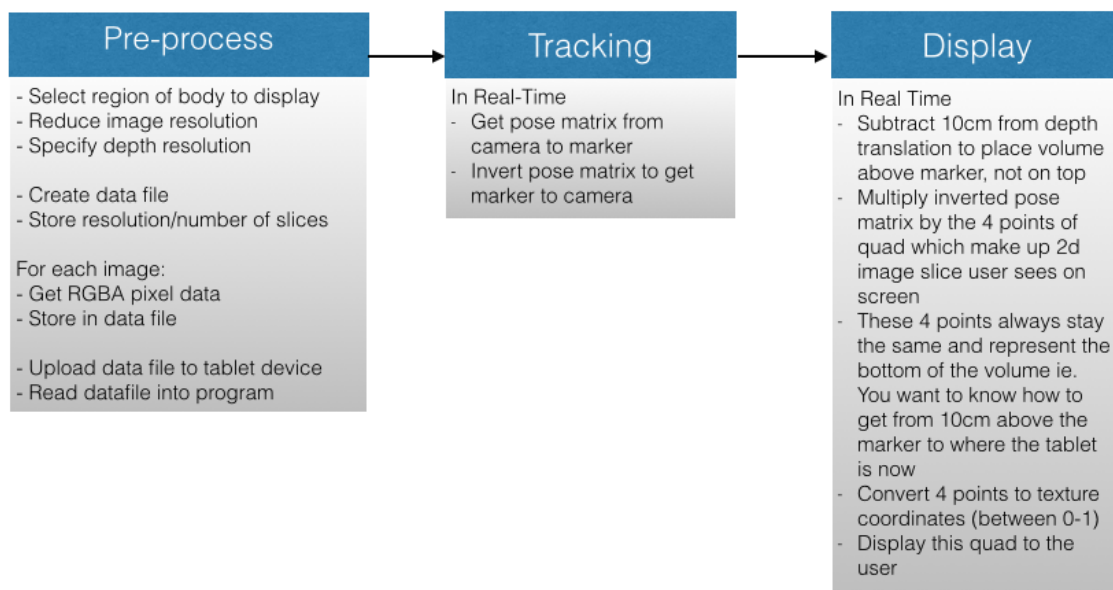 Pre-process
- Select region of body to display
- Reduce image resolution
- Specify depth resolution
- Create data file
- Store resolution/number of slices
For each image:
- Get RGBA pixel data
- Store in data file
- Upload data file to tablet device
- Read datafile into program
Tracking
In Real-Time
- Get pose matrix from
camera to marker
- Invert pose matrix to get
marker to camera
Display
In Real Time
- Subtract 10cm from depth
translation to place volume
above marker, not on top
- Multiply inverted pose
matrix by the 4 points of
quad which make up 2d
image slice user sees on
screen
- These 4 points always stay
the same and represent the
bottom of the volume ie.
You want to know how to
get from 10cm above the
marker to where the tablet
is now
- Convert 4 points to texture
coordinates (between 0-1)
- Display this quad to the
user